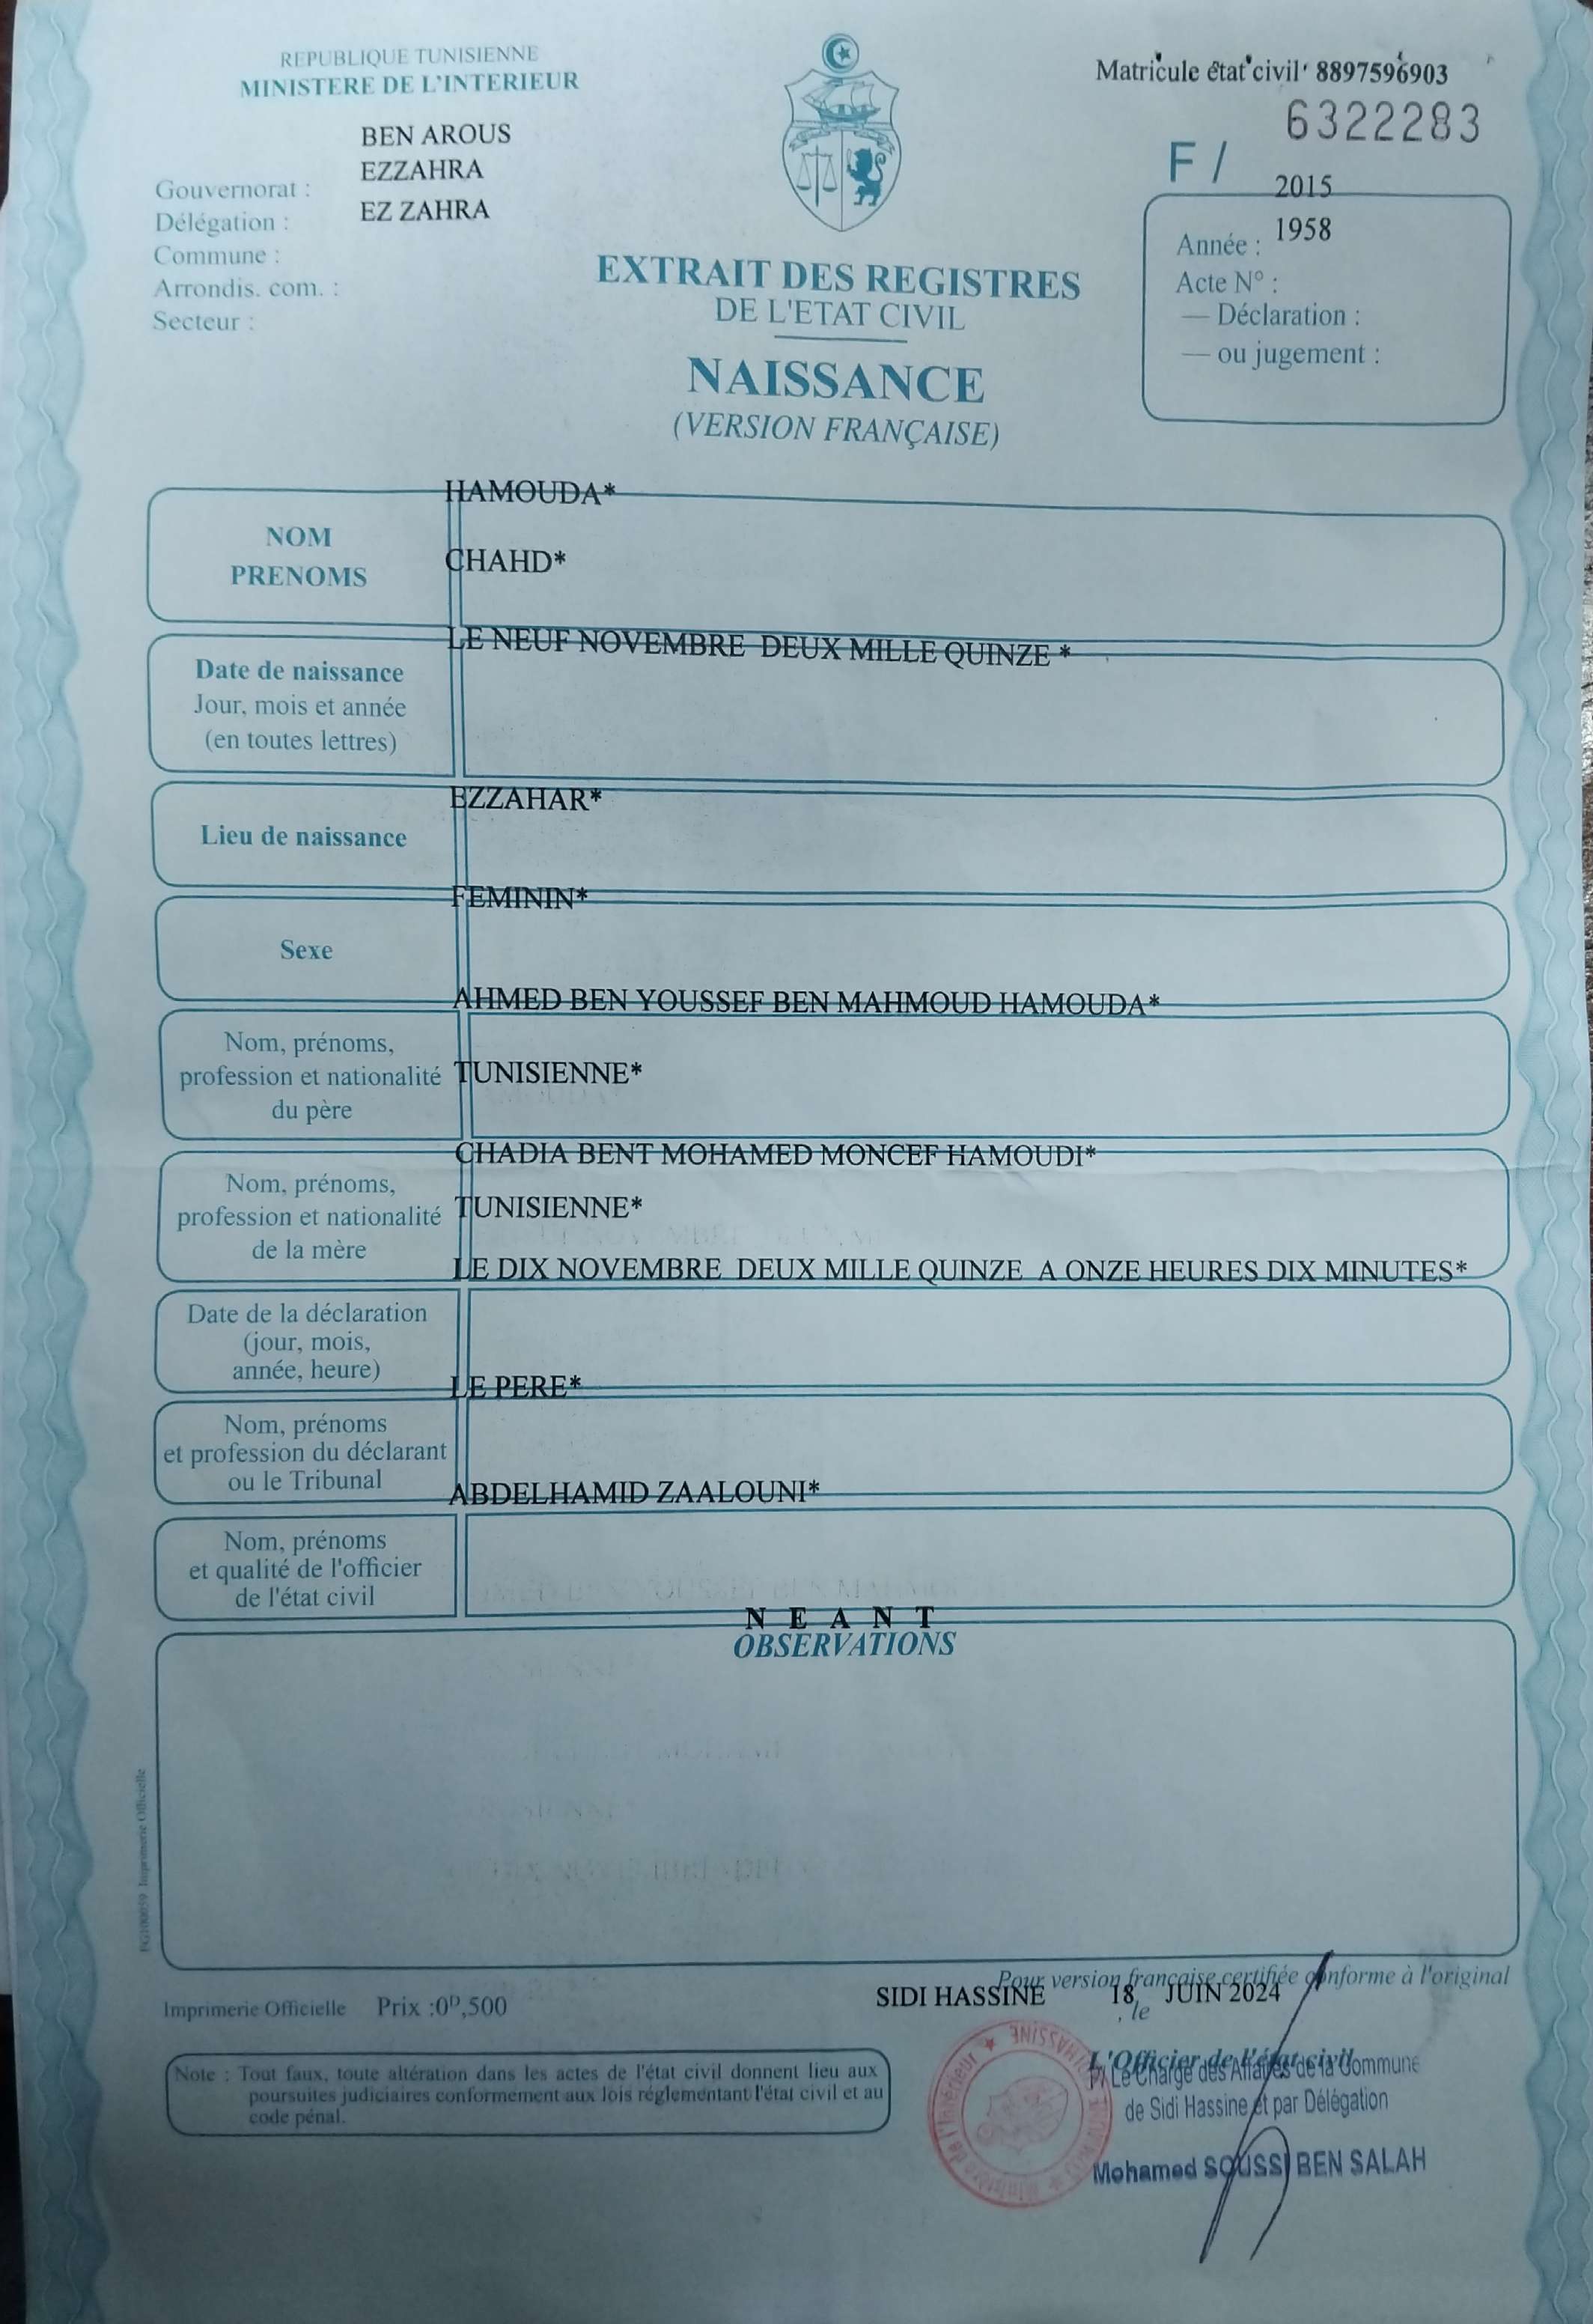 REPUBLIQUE TUNISIENNE
MINISTERE DE L'INTERIEUR
BEN AROUS
EZZAHRA
EZ ZAHRA
Gouvernorat :
Délégation :
Commune :
Arrondis. com. :
Secteur :
Matricule état civil 8897596903
6322283
F /
2015
1958
Année :
Acte N° :
— Déclaration :
— ou jugement :
EXTRAIT DES REGISTRES
DE L'ETAT CIVIL
NAISSANCE
(VERSION FRANÇAISE)
HAMOUDA*
NOM
PRENOMS
CHAHD*
LE NEUF NOVEMBRE DEUX MILLE QUINZE *
Date de naissance
Jour, mois et année
(en toutes lettres)
EZZAHAR*
Lieu de naissance
FEMININ*
Sexe
AHMED BEN YOUSSEF BEN MAHMOUD HAMOUDA*
Nom, prénoms,
profession et nationalité
du père
TUNISIENNE*
CHADIA BENT MOHAMED MONCEF HAMOUDI*
Nom, prénoms,
profession et nationalité
de la mère
TUNISIENNE*
LE DIX NOVEMBRE DEUX MILLE QUINZE A ONZE HEURES DIX MINUTES*
Date de la déclaration
(jour, mois,
année, heure)
LE PERE*
Nom, prénoms
et profession du déclarant
ou le Tribunal
ABDELHAMID ZAALOUNI*
Nom, prénoms
et qualité de l'officier
de l'état civil
N E A N T
OBSERVATIONS
Imprimerie Officielle
Imprimerie Officielle Prix :0ᴰ,500
Pour version française certifiée conforme à l'original
SIDI HASSINE 18 JUIN 2024
, le
Note : Tout faux, toute altération dans les actes de l'état civil donnent lieu aux
poursuites judiciaires conformement aux lois réglementant l'état civil et au
code pénal.
L'Officier de l'état civil
P/ Le Chargé des Affaires de la Commune
de Sidi Hassine et par Délégation
Mohamed SOUSSI BEN SALAH
Ministère de l'Intérieur
HASSINE